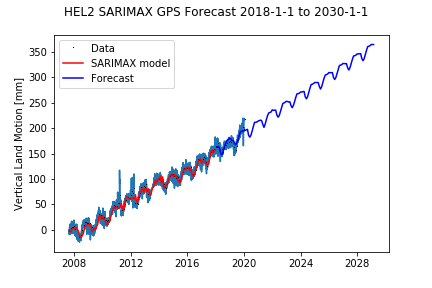 HEL2 SARIMAX GPS Forecast 2018-1-1 to 2030-1-1
Data
SARIMAX model
Forecast
Vertical Land Motion [mm]
350
300
250
200
150
100
50
0
2008 2012 2016 2020 2024 2028